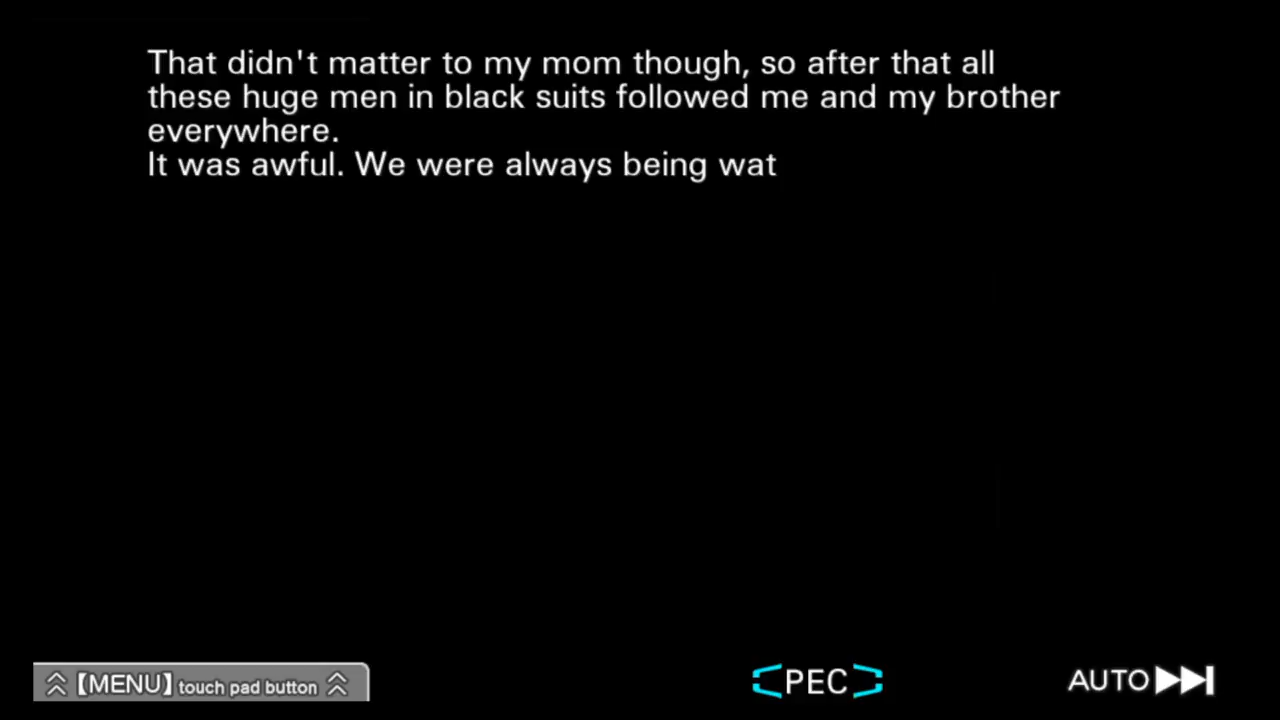 That didn't matter to my mom though, so after that all
these huge men in black suits followed me and my brother
everywhere.
It was awful. We were always being wat
【MENU】touch pad button
PEC
AUTO